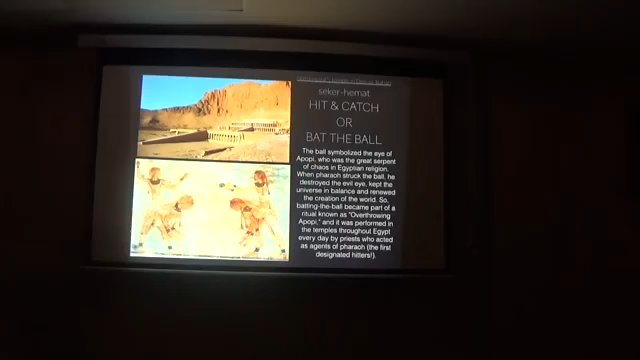 seker-hemat
HIT & CATCH
OR
BAT THE BALL
The ball symbolized the eye of
Apopi, who was the great serpent
of chaos in Egyptian religion.
When pharaoh struck the ball, he
destroyed the evil eye, kept the
universe in balance and renewed
the creation of the world. So,
batting-the-ball became part of a
ritual known as "Overthrowing
Apopi," and it was performed in
the temples throughout Egypt
every day by priests who acted
as agents of pharaoh (the first
designated hitters!).